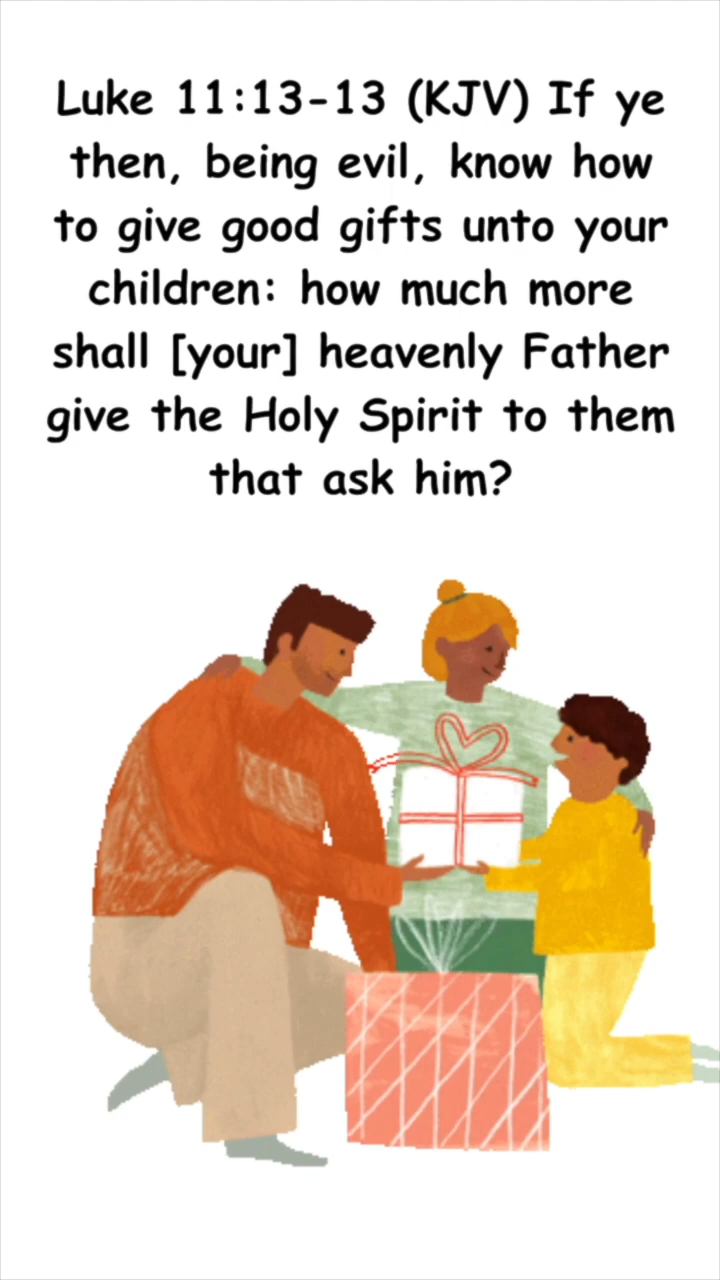 Luke 11:13-13 (KJV) If ye
then, being evil, know how
to give good gifts unto your
children: how much more
shall [your] heavenly Father
give the Holy Spirit to them
that ask him?